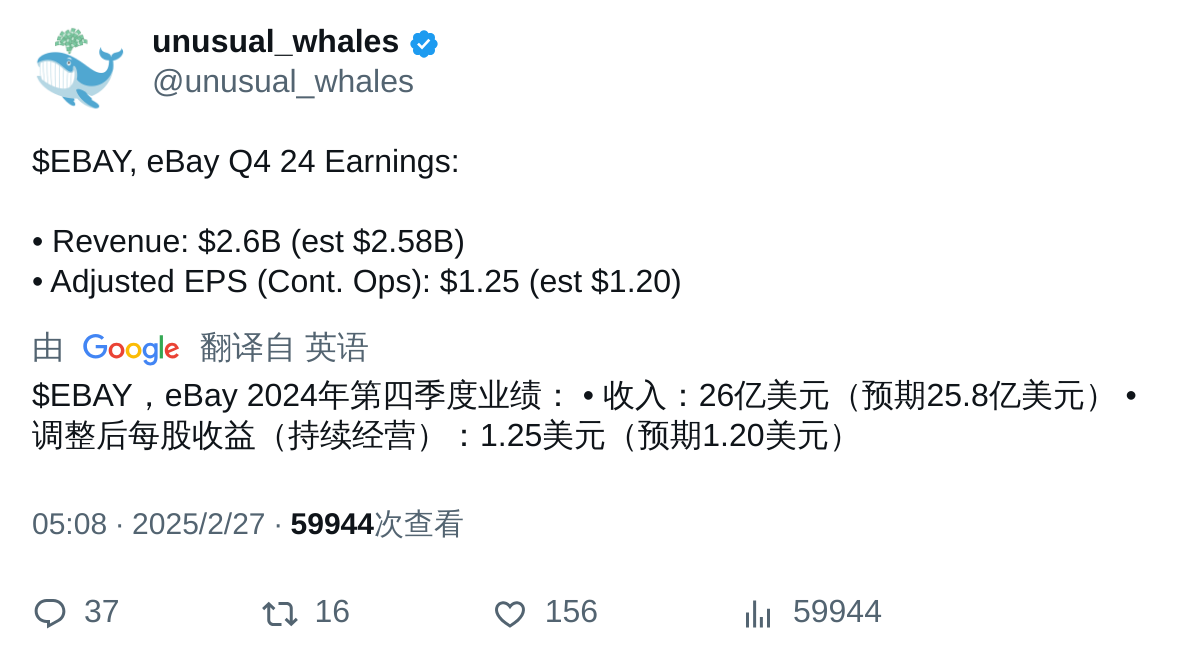 unusual_whales
@unusual_whales
$EBAY, eBay Q4 24 Earnings:
• Revenue: $2.6B (est $2.58B)
• Adjusted EPS (Cont. Ops): $1.25 (est $1.20)
由 Google 翻译自 英语
$EBAY，eBay 2024年第四季度业绩： • 收入：26亿美元（预期25.8亿美元） •
调整后每股收益（持续经营）：1.25美元（预期1.20美元）
05:08 · 2025/2/27 · 59944次查看
37 16 156 59944